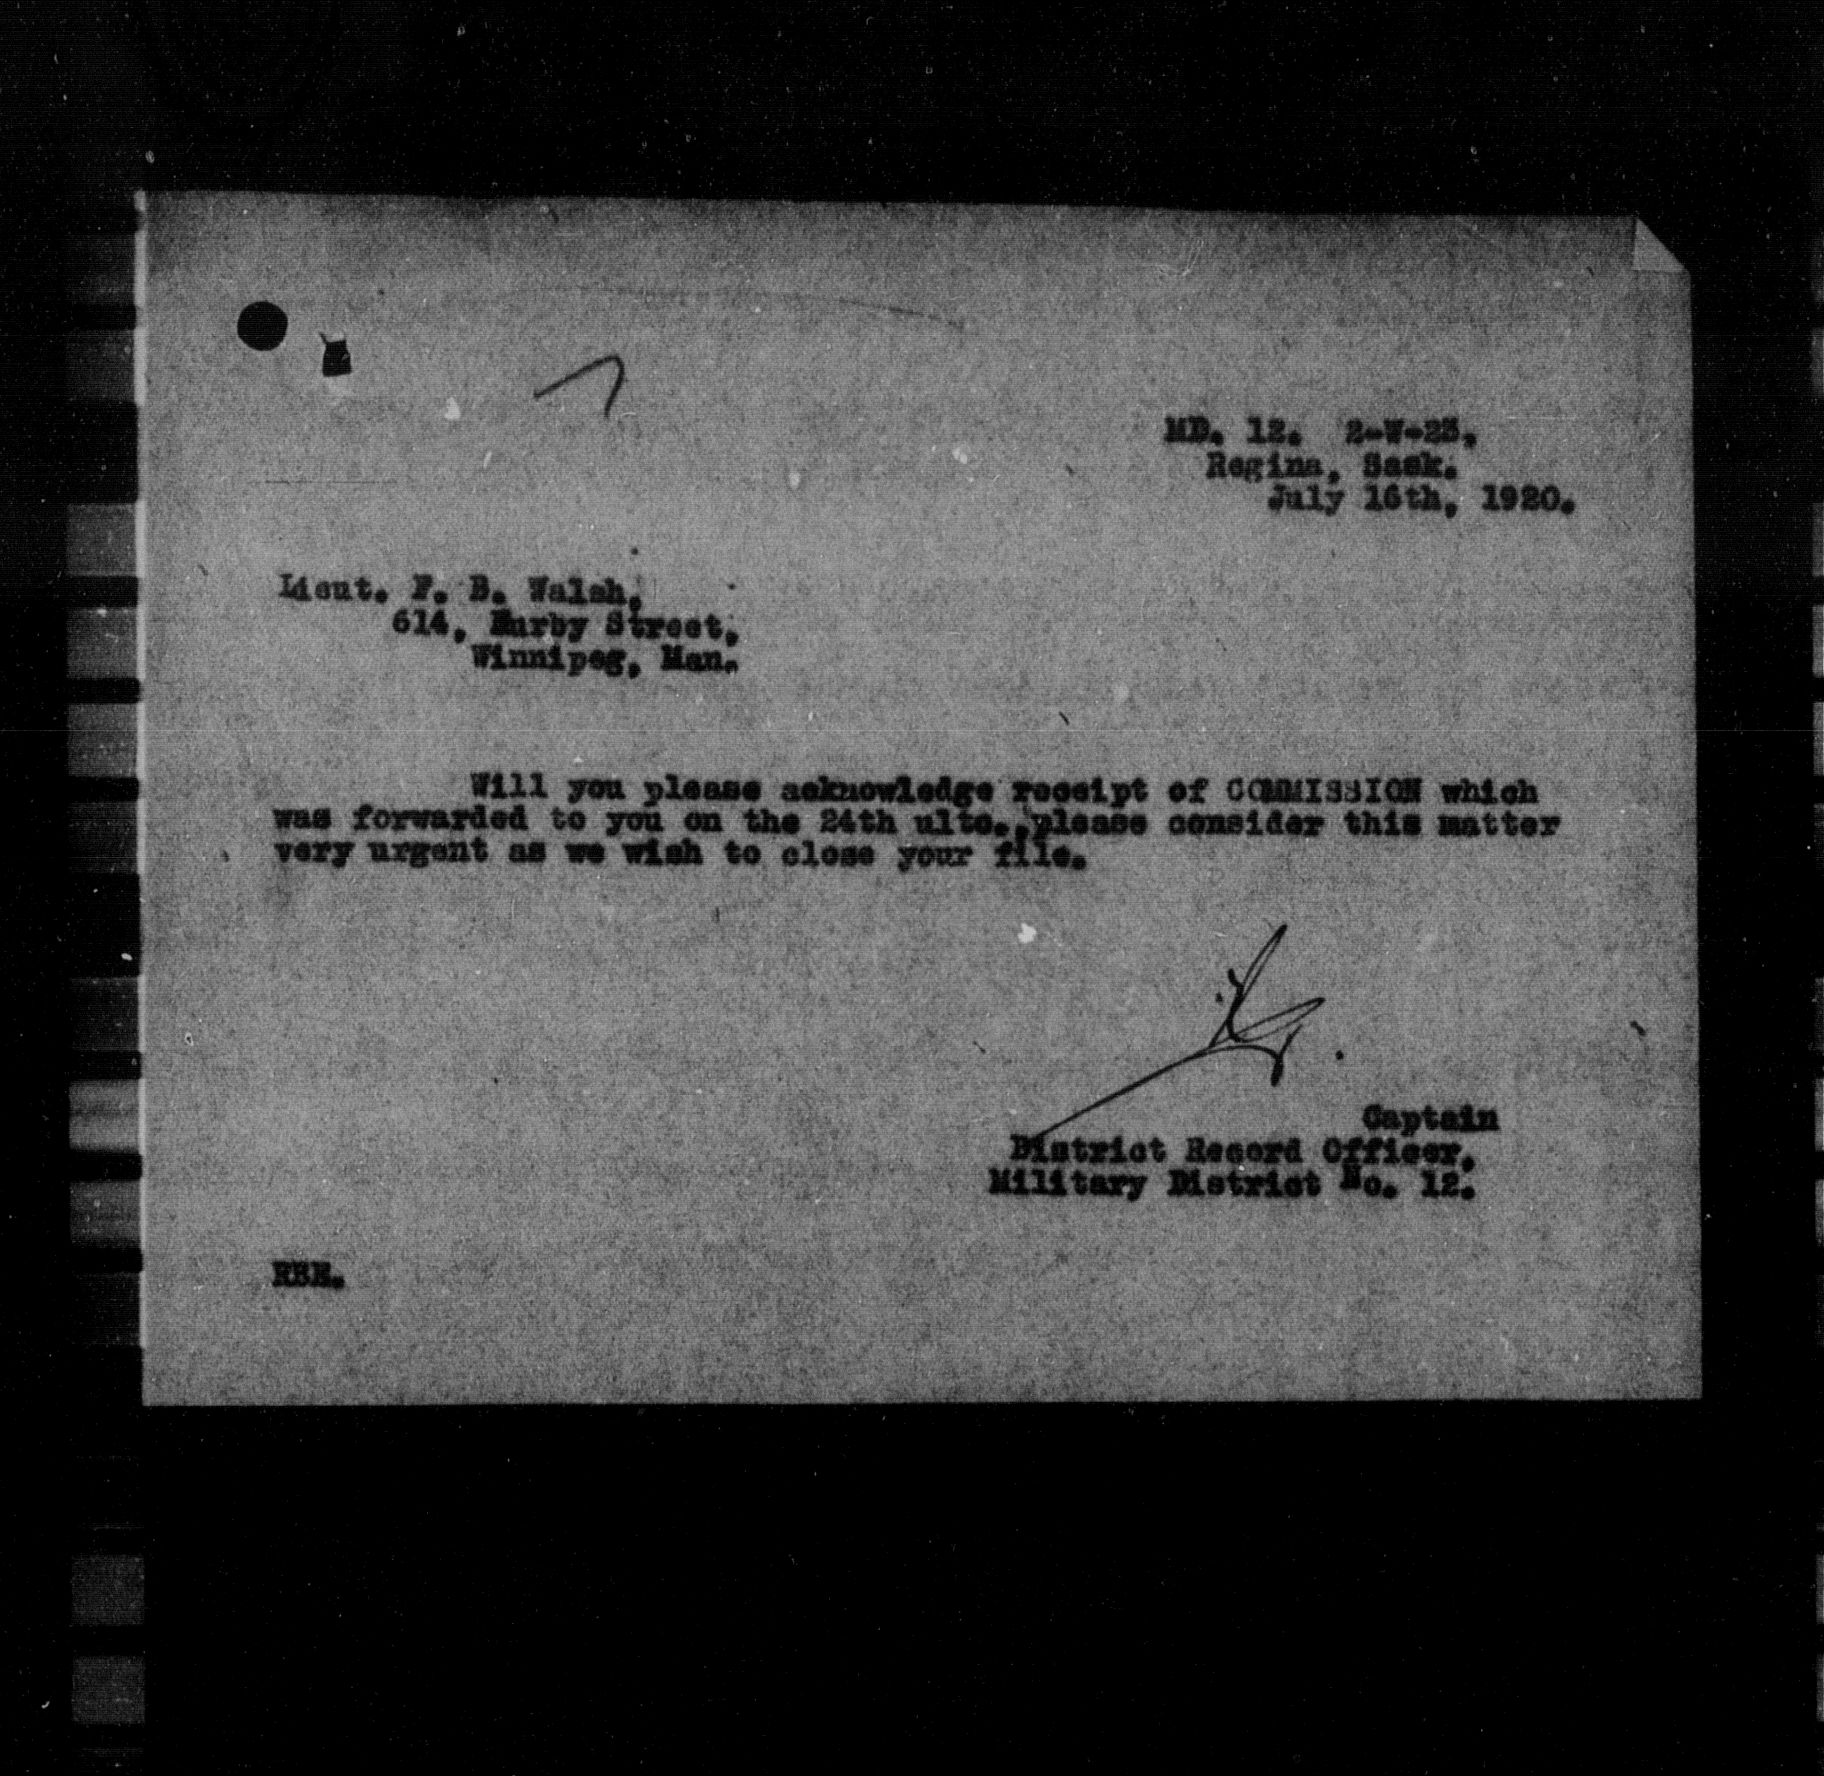 MD. 12. 2-W-23.
Regina, Sask.
July 16th, 1920.
Lieut. F. B. Walsh,
614, Furby Street,
Winnipeg, Man.
Will you please acknowledge receipt of COMMISSION which
was forwarded to you on the 24th ulto., please consider this matter
very urgent as we wish to close your file.
Captain
District Record Officer,
Military District No. 12.